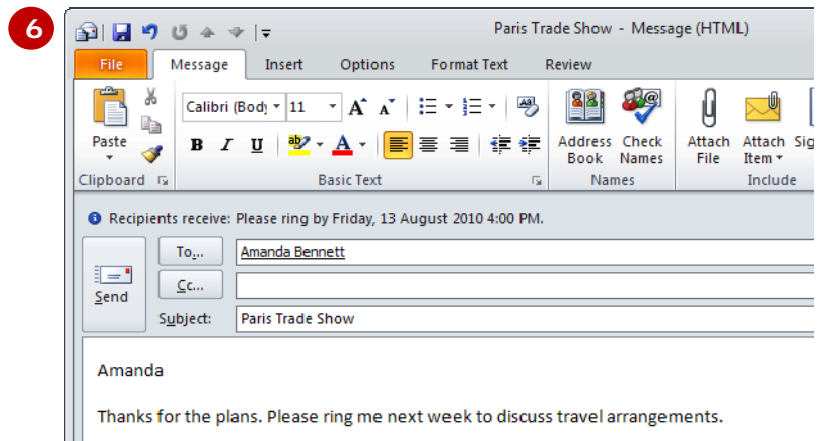 6
Paris Trade Show - Message (HTML)
File Message Insert Options Format Text Review
Calibri (Body 11
Paste
B I U ab A
Address Book
Check Names
Attach File
Attach Item
Clipboard Basic Text Names Include
Recipients receive: Please ring by Friday, 13 August 2010 4:00 PM.
To... Amanda Bennett
Cc...
Send
Subject: Paris Trade Show
Amanda
Thanks for the plans. Please ring me next week to discuss travel arrangements.